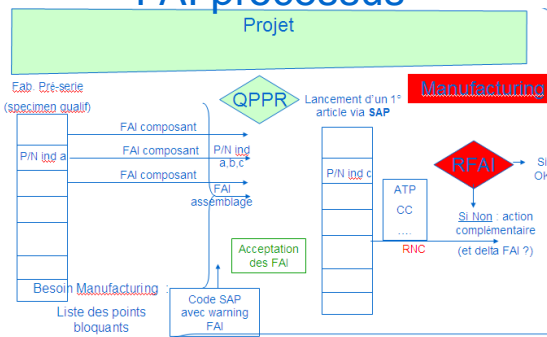 FAI processus
Projet
Fab. Pré-serie
(specimen qualif)
QPPR
Lancement d'un 1°
article via SAP
Manufacturing
FAI composant
P/N ind a
FAI composant
P/N ind
a,b,c
FAI composant
FAI
assemblage
P/N ind c
RFAI
Si
OK
ATP
CC
....
RNC
Si Non : action
complémentaire
(et delta FAI ?)
Acceptation
des FAI
Besoin Manufacturing :
Liste des points
bloquants
Code SAP
avec warning
FAI